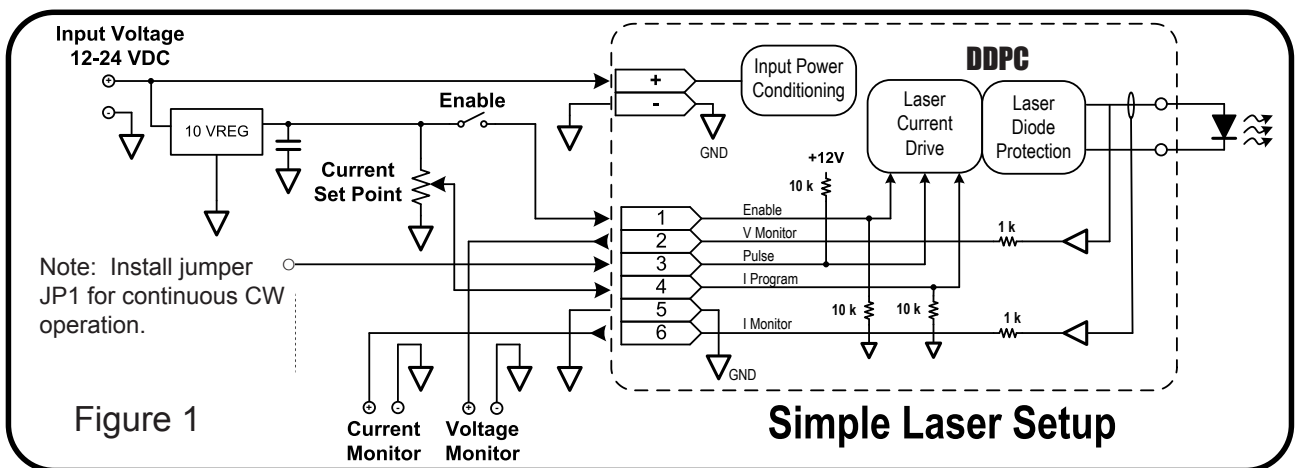 Input Voltage
12-24 VDC
+
-
10 VREG
Enable
Current
Set Point
Note: Install jumper
JP1 for continuous CW
operation.
Figure 1
+
-
Current
Monitor
+
-
Voltage
Monitor
+
-
GND
Input Power
Conditioning
DDPC
Laser
Current
Drive
Laser
Diode
Protection
+12V
10 k
1 Enable
2 V Monitor
3 Pulse
4 I Program
5
6 I Monitor
1 k
10 k
10 k
1 k
GND
Simple Laser Setup